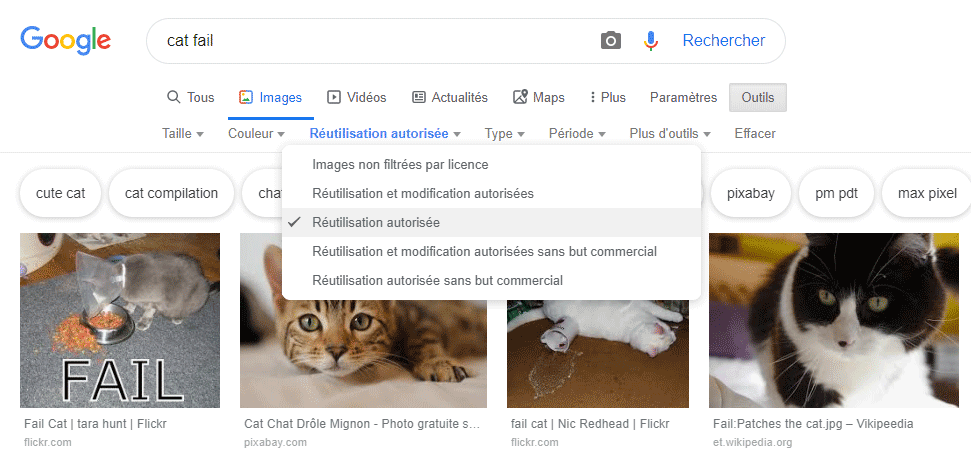 Google
cat fail
Rechercher
Tous
Images
Vidéos
Actualités
Maps
Plus
Paramètres
Outils
Taille
Couleur
Réutilisation autorisée
Type
Période
Plus d'outils
Effacer
Images non filtrées par licence
Réutilisation et modification autorisées
Réutilisation autorisée
Réutilisation et modification autorisées sans but commercial
Réutilisation autorisée sans but commercial
cute cat
cat compilation
pixabay
pm pdt
max pixel
FAIL
Fail Cat | tara hunt | Flickr
flickr.com
Cat Chat Drôle Mignon - Photo gratuite s...
pixabay.com
fail cat | Nic Redhead | Flickr
flickr.com
Fail:Patches the cat.jpg – Vikipeedia
et.wikipedia.org